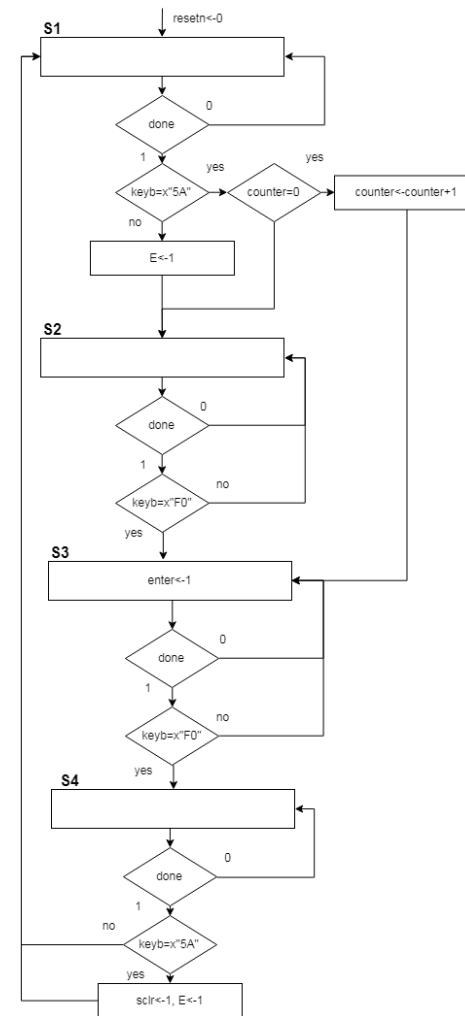 resetn<-0
S1
0
done
1
yes
yes
keyb=x"5A"
counter=0
counter<-counter+1
no
E<-1
S2
0
done
1
no
keyb=x"F0"
yes
S3
enter<-1
0
done
1
no
keyb=x"F0"
yes
S4
0
done
1
no
keyb=x"5A"
yes
sclr<-1, E<-1